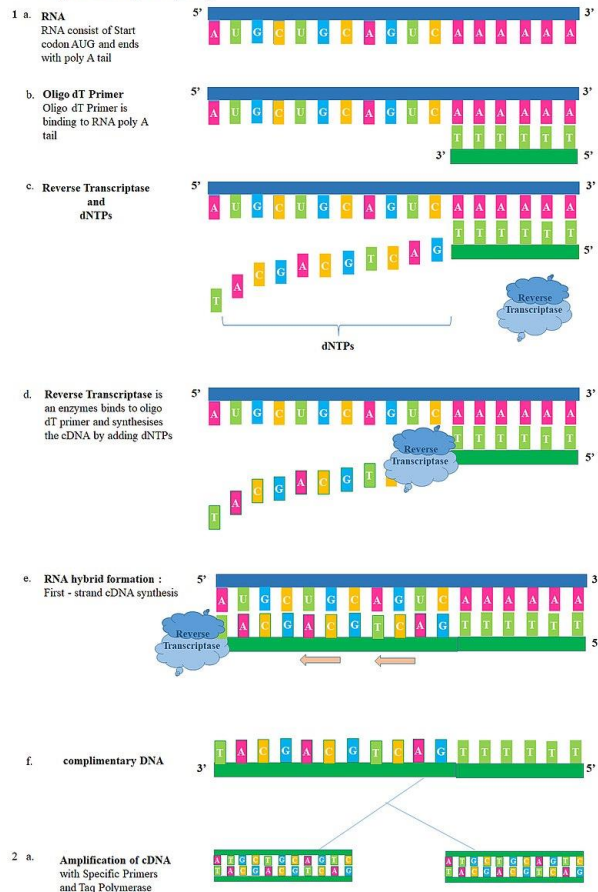 1 a. RNA
RNA consist of Start
codon AUG and ends
with poly A tail
5’ 3’
A U G C U G C A G U C A A A A A A
b. Oligo dT Primer
Oligo dT Primer is
binding to RNA poly A
tail
5’ 3’
A U G C U G C A G U C A A A A A A
T T T T T T
3’ 5’
c. Reverse Transcriptase
and
dNTPs
5’ 3’
A U G C U G C A G U C A A A A A A
T T T T T T
5’
T A C G A C G T C A G
dNTPs
Reverse
Transcriptase
d. Reverse Transcriptase is
an enzymes binds to oligo
dT primer and synthesises
the cDNA by adding dNTPs
5’ 3’
A U G C U G C A G U C A A A A A A
T T T T T T
5’
T A C G A C G T
Reverse
Transcriptase
e. RNA hybrid formation :
First - strand cDNA synthesis
5’ 3
A U G C U G C A G U C A A A A A A
A C G A C G T C A G T T T T T T
5
Reverse
Transcriptase
f. complimentary DNA
T A C G A C G T C A G T T T T T T
3’ 5’
2 a. Amplification of cDNA
with Specific Primers
and Taq Polymerase
A T G C T G C A G T C
T A C G A C G T C A G
A T G C T G C A G T C
T A C G A C G T C A G